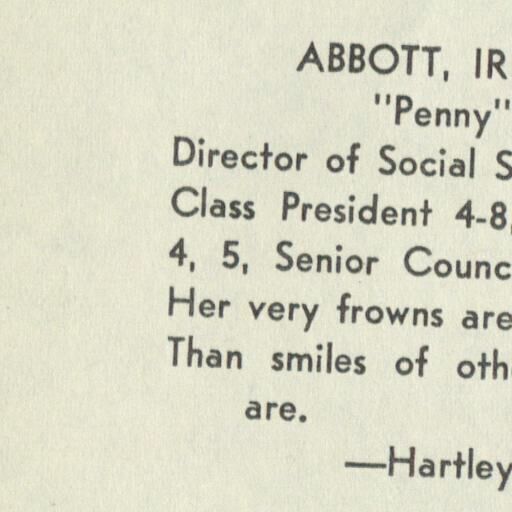 ABBOTT, IR
"Penny"
Director of Social S
Class President 4-8,
4, 5, Senior Counc
Her very frowns are
Than smiles of oth
are.
—Hartley